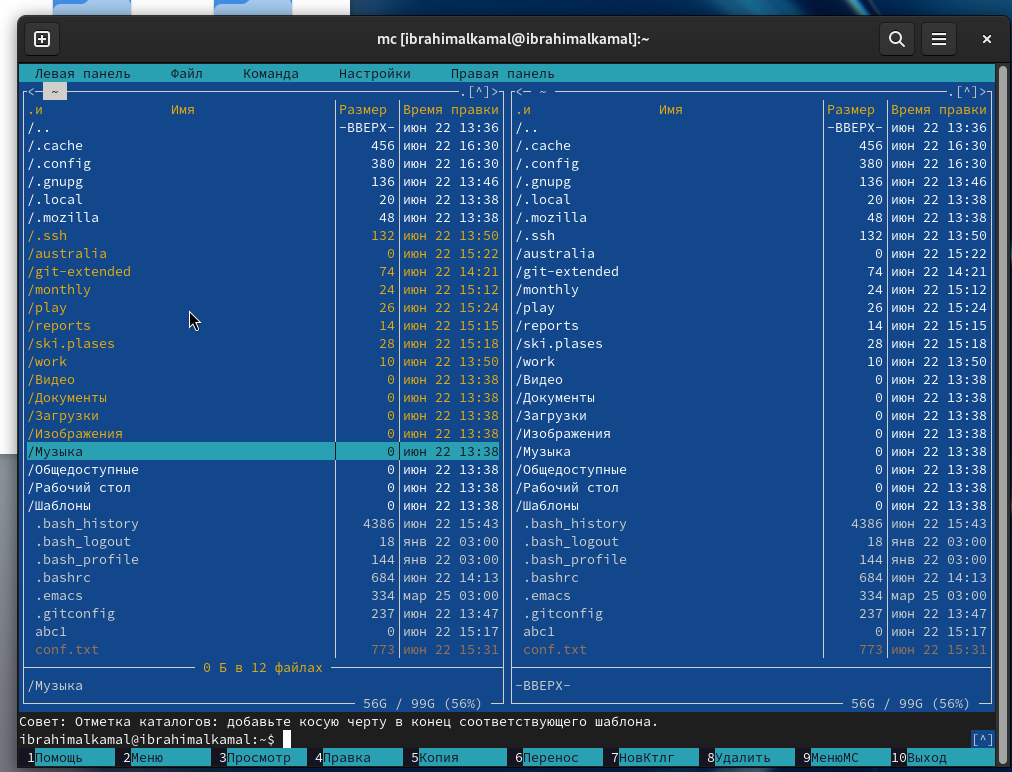 mc [ibrahimalkamal@ibrahimalkamal]:~
Левая панель Файл Команда Настройки Правая панель
<─ ~ .[^]> <─ ~ .[^]>
.и Имя Размер Время правки .и Имя Размер Время правки
/.. -ВВЕРХ- июн 22 13:36 /.. -ВВЕРХ- июн 22 13:36
/.cache 456 июн 22 16:30 /.cache 456 июн 22 16:30
/.config 380 июн 22 16:30 /.config 380 июн 22 16:30
/.gnupg 136 июн 22 13:46 /.gnupg 136 июн 22 13:46
/.local 20 июн 22 13:38 /.local 20 июн 22 13:38
/.mozilla 48 июн 22 13:38 /.mozilla 48 июн 22 13:38
/.ssh 132 июн 22 13:50 /.ssh 132 июн 22 13:50
/australia 0 июн 22 15:22 /australia 0 июн 22 15:22
/git-extended 74 июн 22 14:21 /git-extended 74 июн 22 14:21
/monthly 24 июн 22 15:12 /monthly 24 июн 22 15:12
/play 26 июн 22 15:24 /play 26 июн 22 15:24
/reports 14 июн 22 15:15 /reports 14 июн 22 15:15
/ski.plases 28 июн 22 15:18 /ski.plases 28 июн 22 15:18
/work 10 июн 22 13:50 /work 10 июн 22 13:50
/Видео 0 июн 22 13:38 /Видео 0 июн 22 13:38
/Документы 0 июн 22 13:38 /Документы 0 июн 22 13:38
/Загрузки 0 июн 22 13:38 /Загрузки 0 июн 22 13:38
/Изображения 0 июн 22 13:38 /Изображения 0 июн 22 13:38
/Музыка 0 июн 22 13:38 /Музыка 0 июн 22 13:38
/Общедоступные 0 июн 22 13:38 /Общедоступные 0 июн 22 13:38
/Рабочий стол 0 июн 22 13:38 /Рабочий стол 0 июн 22 13:38
/Шаблоны 0 июн 22 13:38 /Шаблоны 0 июн 22 13:38
.bash_history 4386 июн 22 15:43 .bash_history 4386 июн 22 15:43
.bash_logout 18 янв 22 03:00 .bash_logout 18 янв 22 03:00
.bash_profile 144 янв 22 03:00 .bash_profile 144 янв 22 03:00
.bashrc 684 июн 22 14:13 .bashrc 684 июн 22 14:13
.emacs 334 мар 25 03:00 .emacs 334 мар 25 03:00
.gitconfig 237 июн 22 13:47 .gitconfig 237 июн 22 13:47
abc1 0 июн 22 15:17 abc1 0 июн 22 15:17
conf.txt 773 июн 22 15:31 conf.txt 773 июн 22 15:31
0 Б в 12 файлах
/Музыка -ВВЕРХ-
56G / 99G (56%) 56G / 99G (56%)
Совет: Отметка каталогов: добавьте косую черту в конец соответствующего шаблона.
ibrahimalkamal@ibrahimalkamal:~$ [^]
1Помощь 2Меню 3Просмотр 4Правка 5Копия 6Перенос 7НовКтлг 8Удалить 9МенюМС 10Выход